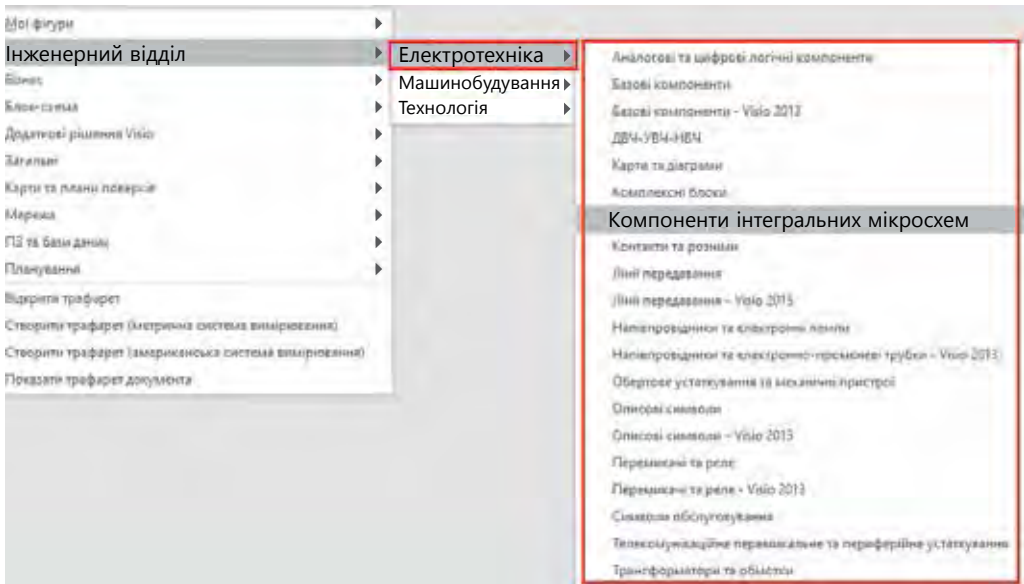 Мої фігури
Інженерний відділ
Бізнес
Блок-схема
Додаткові рішення Visio
Загальні
Карти та плани поверхів
Мережа
ПЗ та бази даних
Планування
Відкрити трафарет
Створити трафарет (метрична система вимірювання)
Створити трафарет (американська система вимірювання)
Показати трафарет документа
Електротехніка
Машинобудування
Технологія
Аналогові та цифрові логічні компоненти
Базові компоненти
Базові компоненти – Visio 2013
ДВЧ-УВЧ-НВЧ
Карти та діаграми
Комплексні блоки
Компоненти інтегральних мікросхем
Контакти та розніми
Лінії передавання
Лінії передавання – Visio 2013
Напівпровідники та електронні лампи
Напівпровідники та електронно-променеві трубки – Visio 2013
Обертове устаткування та механічні пристрої
Описові символи
Описові символи – Visio 2013
Перемикачі та реле
Перемикачі та реле – Visio 2013
Символи обслуговування
Телекомунікаційне перемикальне та периферійне устаткування
Трансформатори та обмотки